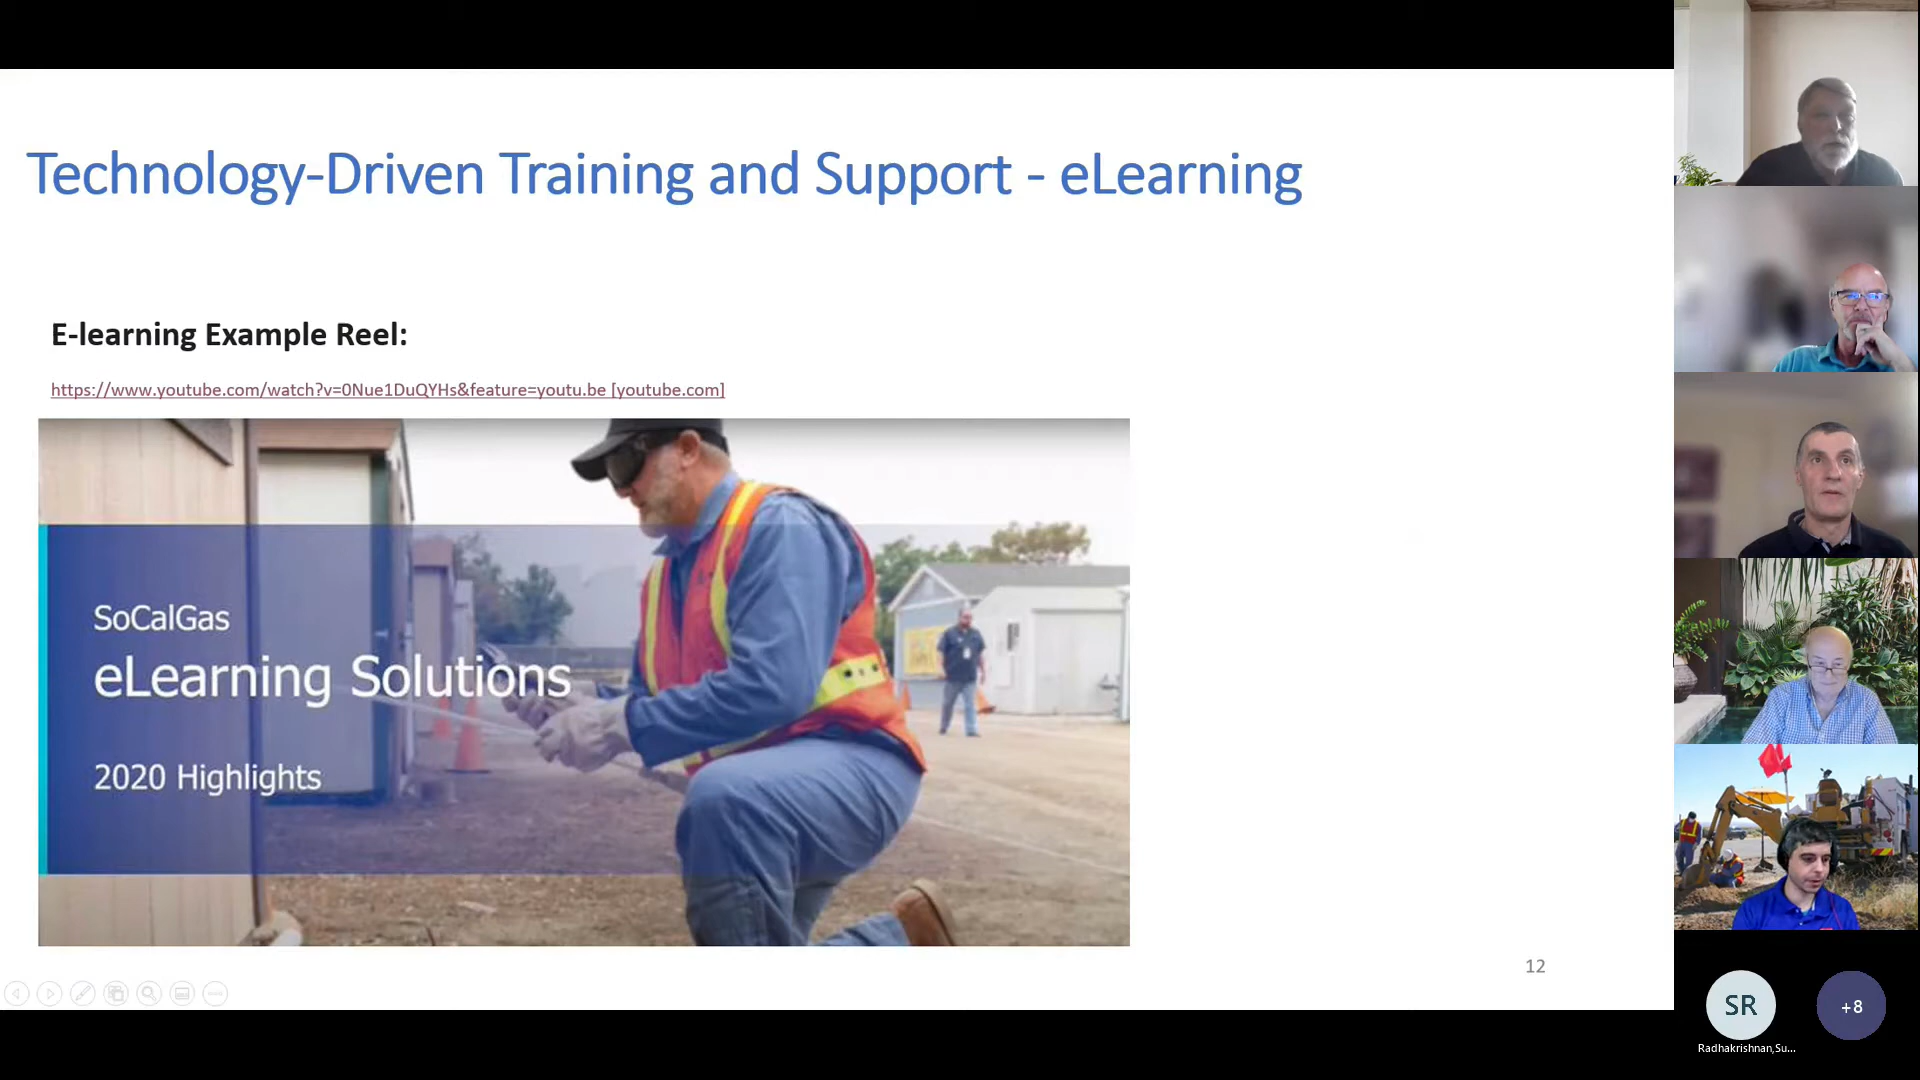 Technology-Driven Training and Support - eLearning
E-learning Example Reel:
https://www.youtube.com/watch?v=0Nue1DuQYHs&feature=youtu.be [youtube.com]
SoCalGas
eLearning Solutions
2020 Highlights
12
SR
+8
Radhakrishnan,Su...